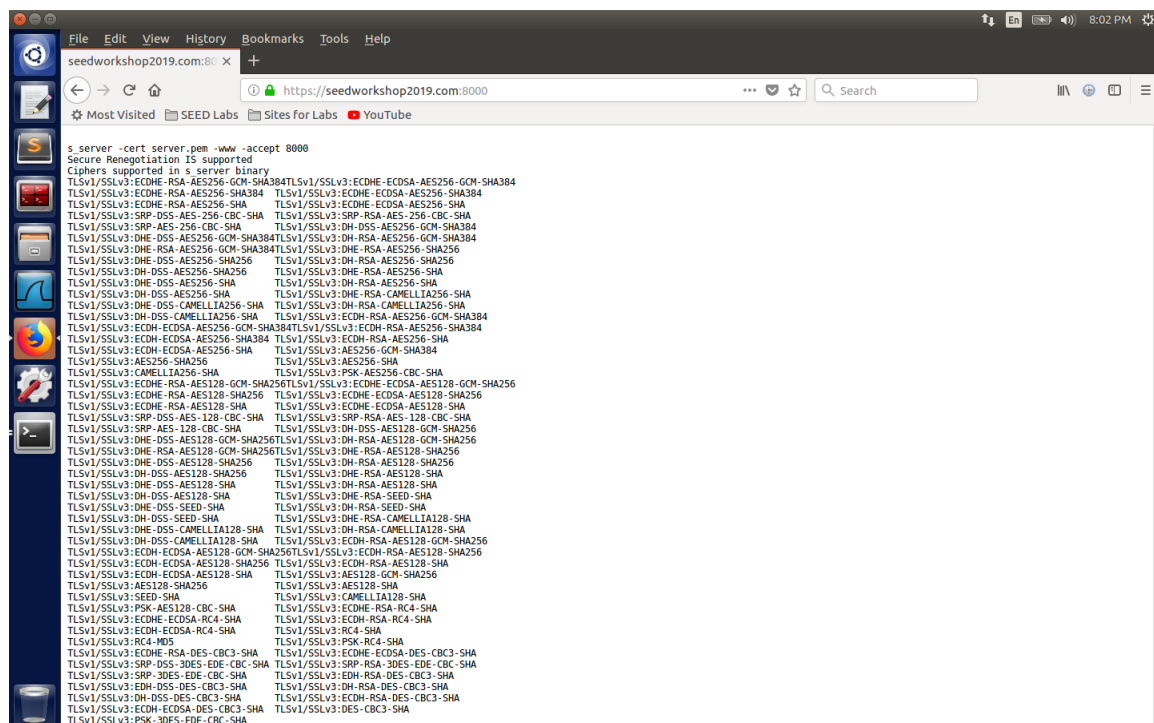 En 8:02 PM
File Edit View History Bookmarks Tools Help
seedworkshop2019.com:80
https://seedworkshop2019.com:8000 Search
Most Visited SEED Labs Sites for Labs YouTube
s_server -cert server.pem -www -accept 8000
Secure Renegotiation IS supported
Ciphers supported in s_server binary
TLSv1/SSLv3:ECDHE-RSA-AES256-GCM-SHA384TLSv1/SSLv3:ECDHE-ECDSA-AES256-GCM-SHA384
TLSv1/SSLv3:ECDHE-RSA-AES256-SHA384 TLSv1/SSLv3:ECDHE-ECDSA-AES256-SHA384
TLSv1/SSLv3:ECDHE-RSA-AES256-SHA TLSv1/SSLv3:ECDHE-ECDSA-AES256-SHA
TLSv1/SSLv3:SRP-DSS-AES-256-CBC-SHA TLSv1/SSLv3:SRP-RSA-AES-256-CBC-SHA
TLSv1/SSLv3:SRP-AES-256-CBC-SHA TLSv1/SSLv3:DH-DSS-AES256-GCM-SHA384
TLSv1/SSLv3:DHE-DSS-AES256-GCM-SHA384TLSv1/SSLv3:DH-RSA-AES256-GCM-SHA384
TLSv1/SSLv3:DHE-RSA-AES256-GCM-SHA384TLSv1/SSLv3:DHE-RSA-AES256-SHA256
TLSv1/SSLv3:DHE-DSS-AES256-SHA256 TLSv1/SSLv3:DH-RSA-AES256-SHA256
TLSv1/SSLv3:DH-DSS-AES256-SHA256 TLSv1/SSLv3:DHE-RSA-AES256-SHA
TLSv1/SSLv3:DHE-DSS-AES256-SHA TLSv1/SSLv3:DH-RSA-AES256-SHA
TLSv1/SSLv3:DH-DSS-AES256-SHA TLSv1/SSLv3:DHE-RSA-CAMELLIA256-SHA
TLSv1/SSLv3:DHE-DSS-CAMELLIA256-SHA TLSv1/SSLv3:DH-RSA-CAMELLIA256-SHA
TLSv1/SSLv3:DH-DSS-CAMELLIA256-SHA TLSv1/SSLv3:ECDH-RSA-AES256-GCM-SHA384
TLSv1/SSLv3:ECDH-ECDSA-AES256-GCM-SHA384TLSv1/SSLv3:ECDH-RSA-AES256-SHA384
TLSv1/SSLv3:ECDH-ECDSA-AES256-SHA384 TLSv1/SSLv3:ECDH-RSA-AES256-SHA
TLSv1/SSLv3:ECDH-ECDSA-AES256-SHA TLSv1/SSLv3:AES256-GCM-SHA384
TLSv1/SSLv3:AES256-SHA256 TLSv1/SSLv3:AES256-SHA
TLSv1/SSLv3:CAMELLIA256-SHA TLSv1/SSLv3:PSK-AES256-CBC-SHA
TLSv1/SSLv3:ECDHE-RSA-AES128-GCM-SHA256TLSv1/SSLv3:ECDHE-ECDSA-AES128-GCM-SHA256
TLSv1/SSLv3:ECDHE-RSA-AES128-SHA256 TLSv1/SSLv3:ECDHE-ECDSA-AES128-SHA256
TLSv1/SSLv3:ECDHE-RSA-AES128-SHA TLSv1/SSLv3:ECDHE-ECDSA-AES128-SHA
TLSv1/SSLv3:SRP-DSS-AES-128-CBC-SHA TLSv1/SSLv3:SRP-RSA-AES-128-CBC-SHA
TLSv1/SSLv3:SRP-AES-128-CBC-SHA TLSv1/SSLv3:DH-DSS-AES128-GCM-SHA256
TLSv1/SSLv3:DHE-DSS-AES128-GCM-SHA256TLSv1/SSLv3:DH-RSA-AES128-GCM-SHA256
TLSv1/SSLv3:DHE-RSA-AES128-GCM-SHA256TLSv1/SSLv3:DHE-RSA-AES128-SHA256
TLSv1/SSLv3:DHE-DSS-AES128-SHA256 TLSv1/SSLv3:DH-RSA-AES128-SHA256
TLSv1/SSLv3:DH-DSS-AES128-SHA256 TLSv1/SSLv3:DHE-RSA-AES128-SHA
TLSv1/SSLv3:DHE-DSS-AES128-SHA TLSv1/SSLv3:DH-RSA-AES128-SHA
TLSv1/SSLv3:DH-DSS-AES128-SHA TLSv1/SSLv3:DHE-RSA-SEED-SHA
TLSv1/SSLv3:DHE-DSS-SEED-SHA TLSv1/SSLv3:DH-RSA-SEED-SHA
TLSv1/SSLv3:DH-DSS-SEED-SHA TLSv1/SSLv3:DHE-RSA-CAMELLIA128-SHA
TLSv1/SSLv3:DHE-DSS-CAMELLIA128-SHA TLSv1/SSLv3:DH-RSA-CAMELLIA128-SHA
TLSv1/SSLv3:DH-DSS-CAMELLIA128-SHA TLSv1/SSLv3:ECDH-RSA-AES128-GCM-SHA256
TLSv1/SSLv3:ECDH-ECDSA-AES128-GCM-SHA256TLSv1/SSLv3:ECDH-RSA-AES128-SHA256
TLSv1/SSLv3:ECDH-ECDSA-AES128-SHA256 TLSv1/SSLv3:ECDH-RSA-AES128-SHA
TLSv1/SSLv3:ECDH-ECDSA-AES128-SHA TLSv1/SSLv3:AES128-GCM-SHA256
TLSv1/SSLv3:AES128-SHA256 TLSv1/SSLv3:AES128-SHA
TLSv1/SSLv3:SEED-SHA TLSv1/SSLv3:CAMELLIA128-SHA
TLSv1/SSLv3:PSK-AES128-CBC-SHA TLSv1/SSLv3:ECDHE-RSA-RC4-SHA
TLSv1/SSLv3:ECDHE-ECDSA-RC4-SHA TLSv1/SSLv3:ECDH-RSA-RC4-SHA
TLSv1/SSLv3:ECDH-ECDSA-RC4-SHA TLSv1/SSLv3:RC4-SHA
TLSv1/SSLv3:RC4-MD5 TLSv1/SSLv3:PSK-RC4-SHA
TLSv1/SSLv3:ECDHE-RSA-DES-CBC3-SHA TLSv1/SSLv3:ECDHE-ECDSA-DES-CBC3-SHA
TLSv1/SSLv3:SRP-DSS-3DES-EDE-CBC-SHA TLSv1/SSLv3:SRP-RSA-3DES-EDE-CBC-SHA
TLSv1/SSLv3:SRP-3DES-EDE-CBC-SHA TLSv1/SSLv3:EDH-RSA-DES-CBC3-SHA
TLSv1/SSLv3:EDH-DSS-DES-CBC3-SHA TLSv1/SSLv3:DH-RSA-DES-CBC3-SHA
TLSv1/SSLv3:DH-DSS-DES-CBC3-SHA TLSv1/SSLv3:ECDH-RSA-DES-CBC3-SHA
TLSv1/SSLv3:ECDH-ECDSA-DES-CBC3-SHA TLSv1/SSLv3:DES-CBC3-SHA
TLSv1/SSLv3:PSK-3DES-EDE-CBC-SHA